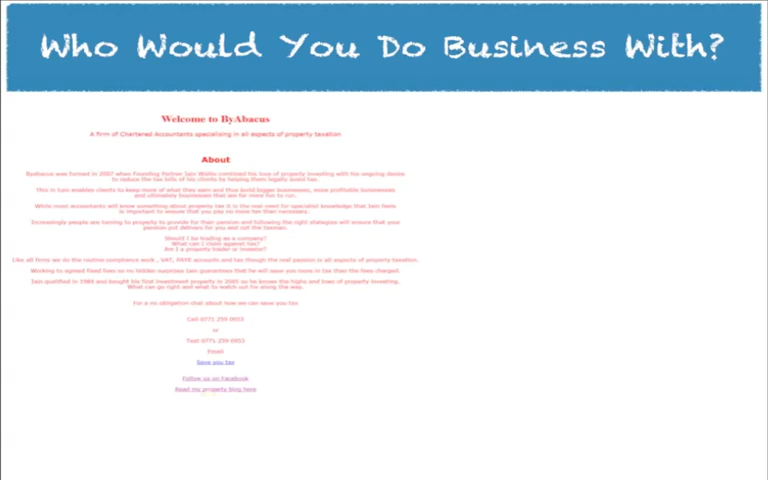 Who Would You Do Business With?
Welcome to ByAbacus
A firm of Chartered Accountants specialising in all aspects of property taxation
About
Byabacus was formed in 2007 when Founding Partner Iain Wallis combined his love of property investing with his ongoing desire
to reduce the tax bills of his clients by helping them legally avoid tax.
This in turn enables clients to keep more of what they earn and thus build bigger businesses, more profitable businesses
and ultimately businesses that are far more fun to run.
While most accountants will know something about property tax it is the real need for specialist knowledge that Iain feels
is important to ensure that you pay no more tax than necessary.
Increasingly people are turning to property to provide for their pension and following the right strategies will ensure that your
pension pot delivers for you and not the taxman.
Should I be trading as a company?
What can I claim against tax?
Am I a property trader or investor?
Like all firms we do the routine compliance work , VAT, PAYE accounts and tax though the real passion is all aspects of property taxation.
Working to agreed fixed fees so no hidden surprises Iain guarantees that he will save you more in tax than the fees charged.
Iain qualified in 1984 and bought his first investment property in 2005 so he knows the highs and lows of property investing.
What can go right and what to watch out for along the way.
For a no obligation chat about how we can save you tax
Call 0771 259 0953
or
Text 0771 259 0953
Email
Save you tax
Follow us on Facebook
Read my property blog here